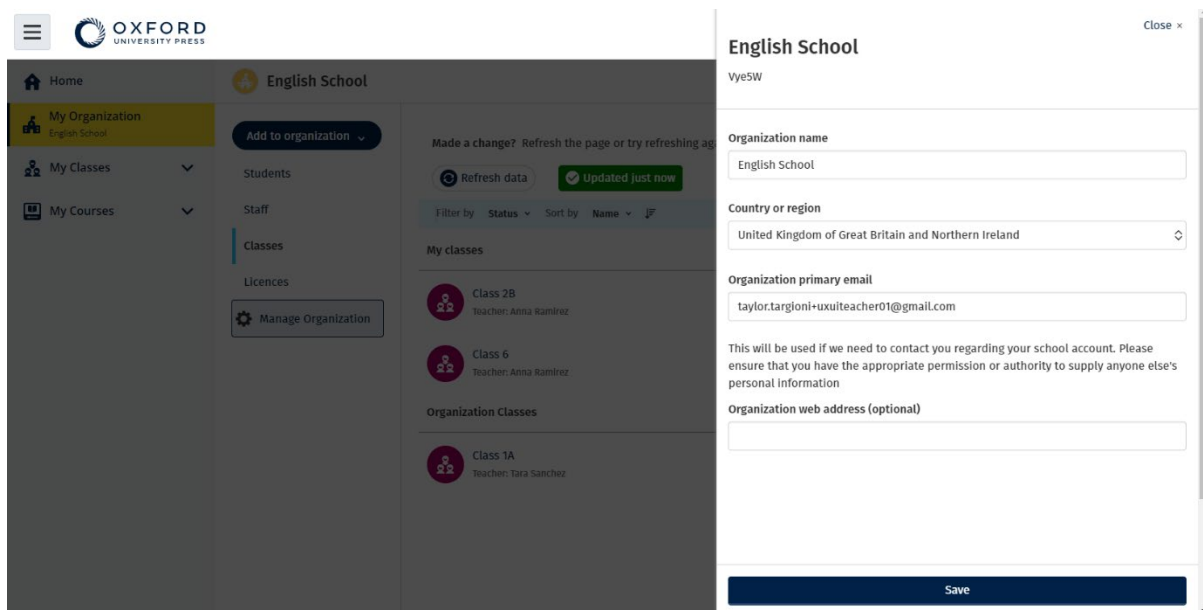 OXFORD
UNIVERSITY PRESS
Home
My Organization
English School
My Classes
My Courses
English School
Add to organization
Students
Staff
Classes
Licences
Manage Organization
Made a change? Refresh the page or try refreshing
Refresh data
Updated just now
Filter by Status Sort by Name
My classes
Class 2B
Teacher: Anna Ramirez
Class 6
Teacher: Anna Ramirez
Organization Classes
Class 1A
Teacher: Tara Sanchez
Close ×
English School
Vye5W
Organization name
English School
Country or region
United Kingdom of Great Britain and Northern Ireland
Organization primary email
taylor.targioni+uxuiteacher01@gmail.com
This will be used if we need to contact you regarding your school account. Please
ensure that you have the appropriate permission or authority to supply anyone else's
personal information
Organization web address (optional)
Save